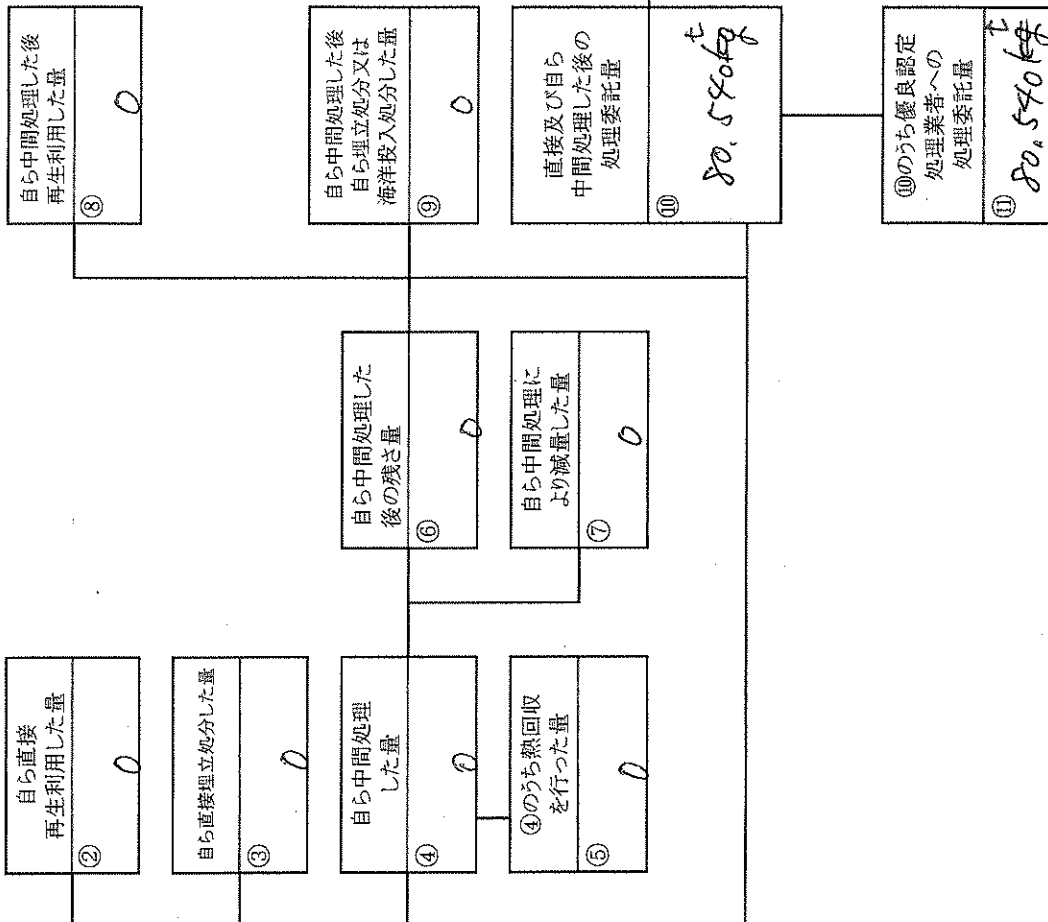 自ら直接
再生利用した量
②
0
自ら直接埋立処分した量
③
0
自ら中間処理
した量
④
0
④のうち熱回収
を行った量
⑤
0
自ら中間処理した
後の残さ量
⑥
0
自ら中間処理に
より減量した量
⑦
0
自ら中間処理した後
再生利用した量
⑧
0
自ら中間処理した後
自ら埋立処分又は
海洋投入処分した量
⑨
0
直接及び自ら
中間処理した後の
処理委託量
⑩
80.540kg t
⑩のうち優良認定
処理業者への
処理委託量
⑪
80.540kg t